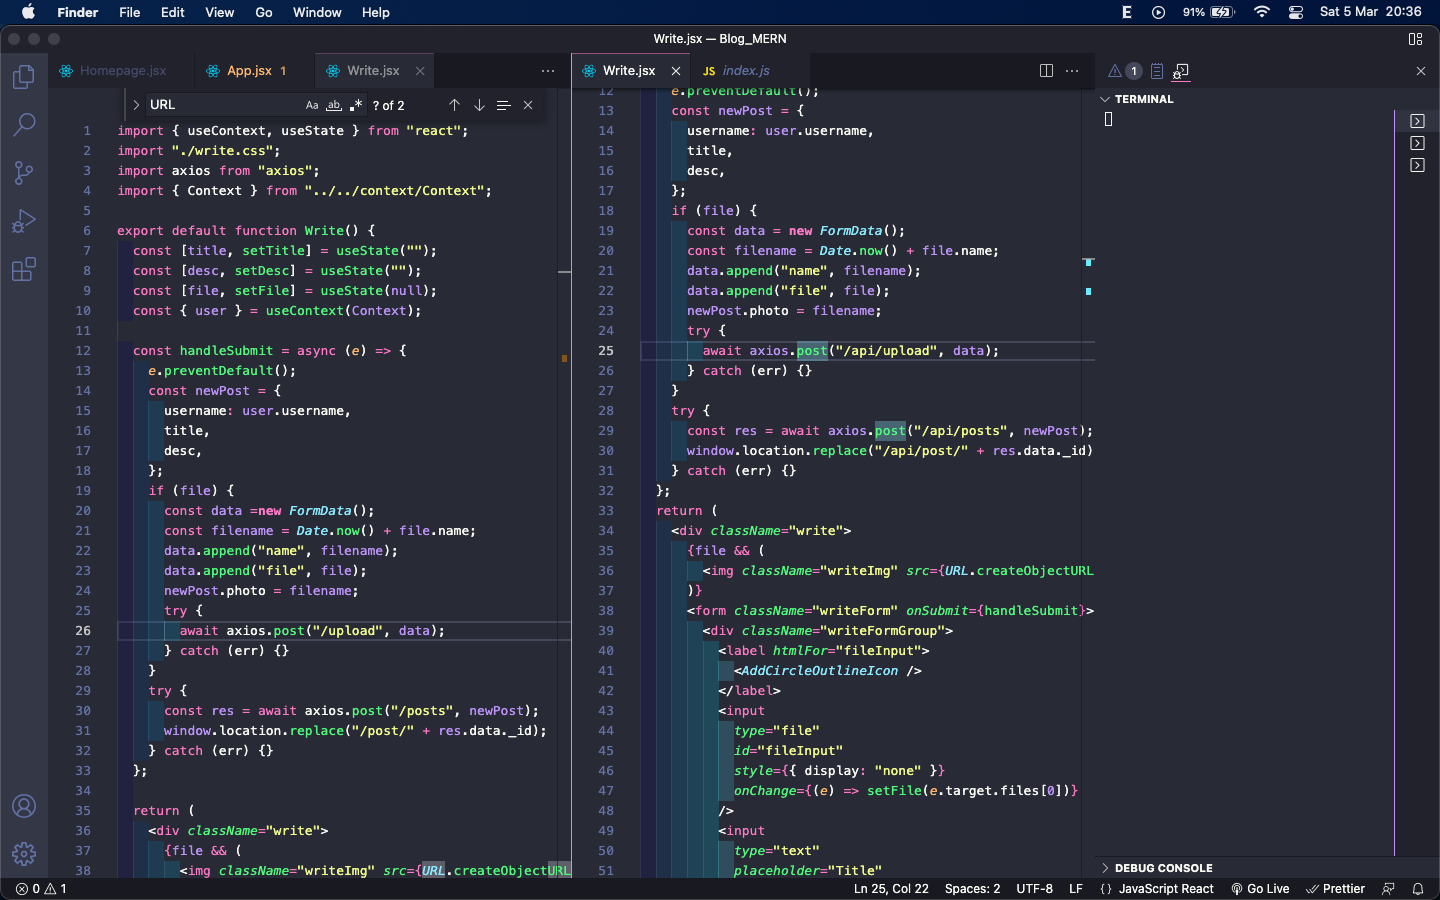 Finder File Edit View Go Window Help 91% Sat 5 Mar 20:36
Write.jsx — Blog_MERN
Homepage.jsx App.jsx 1 Write.jsx × ···
URL Aa ab .* ? of 2
1 import { useContext, useState } from "react";
2 import "./write.css";
3 import axios from "axios";
4 import { Context } from "../../context/Context";
5
6 export default function Write() {
7 const [title, setTitle] = useState("");
8 const [desc, setDesc] = useState("");
9 const [file, setFile] = useState(null);
10 const { user } = useContext(Context);
11
12 const handleSubmit = async (e) => {
13 e.preventDefault();
14 const newPost = {
15 username: user.username,
16 title,
17 desc,
18 };
19 if (file) {
20 const data =new FormData();
21 const filename = Date.now() + file.name;
22 data.append("name", filename);
23 data.append("file", file);
24 newPost.photo = filename;
25 try {
26 await axios.post("/upload", data);
27 } catch (err) {}
28 }
29 try {
30 const res = await axios.post("/posts", newPost);
31 window.location.replace("/post/" + res.data._id);
32 } catch (err) {}
33 };
34
35 return (
36 <div className="write">
37 {file && (
38 <img className="writeImg" src={URL.createObjectURL
Write.jsx × JS index.js ···
12 e.preventDefault();
13 const newPost = {
14 username: user.username,
15 title,
16 desc,
17 };
18 if (file) {
19 const data = new FormData();
20 const filename = Date.now() + file.name;
21 data.append("name", filename);
22 data.append("file", file);
23 newPost.photo = filename;
24 try {
25 await axios.post("/api/upload", data);
26 } catch (err) {}
27 }
28 try {
29 const res = await axios.post("/api/posts", newPost);
30 window.location.replace("/api/post/" + res.data._id)
31 } catch (err) {}
32 };
33 return (
34 <div className="write">
35 {file && (
36 <img className="writeImg" src={URL.createObjectURL
37 )}
38 <form className="writeForm" onSubmit={handleSubmit}>
39 <div className="writeFormGroup">
40 <label htmlFor="fileInput">
41 <AddCircleOutlineIcon />
42 </label>
43 <input
44 type="file"
45 id="fileInput"
46 style={{ display: "none" }}
47 onChange={(e) => setFile(e.target.files[0])}
48 />
49 <input
50 type="text"
51 placeholder="Title"
1
TERMINAL
DEBUG CONSOLE
0 1 Ln 25, Col 22 Spaces: 2 UTF-8 LF {} JavaScript React Go Live Prettier